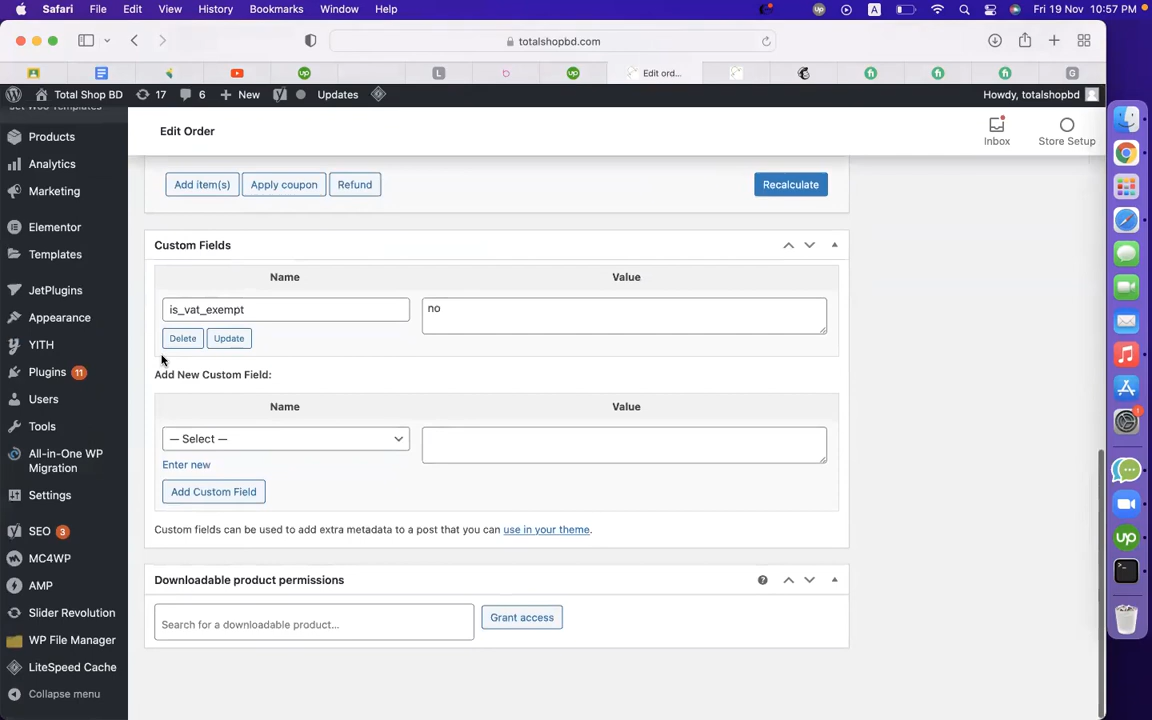 Safari File Edit View History Bookmarks Window Help
A
Fri 19 Nov 10:57 PM
totalshopbd.com
up
L
b
up
Edit ord...
G
Total Shop BD
17
6
New
Updates
Howdy, totalshopbd
Products
Analytics
Marketing
Elementor
Templates
JetPlugins
Appearance
YITH
Plugins 11
Users
Tools
All-in-One WP
Migration
Settings
SEO 3
MC4WP
AMP
Slider Revolution
WP File Manager
LiteSpeed Cache
Collapse menu
Edit Order
Inbox
Store Setup
Add item(s)
Apply coupon
Refund
Recalculate
Custom Fields
Name
Value
is_vat_exempt
no
Delete
Update
Add New Custom Field:
Name
Value
— Select —
Enter new
Add Custom Field
Custom fields can be used to add extra metadata to a post that you can use in your theme.
Downloadable product permissions
Search for a downloadable product...
Grant access
1
up